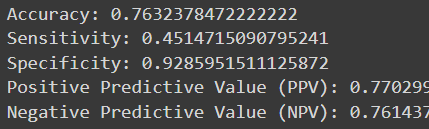 Accuracy: 0.7632378472222222
Sensitivity: 0.4514715090795241
Specificity: 0.9285951511125872
Positive Predictive Value (PPV): 0.770299
Negative Predictive Value (NPV): 0.761437